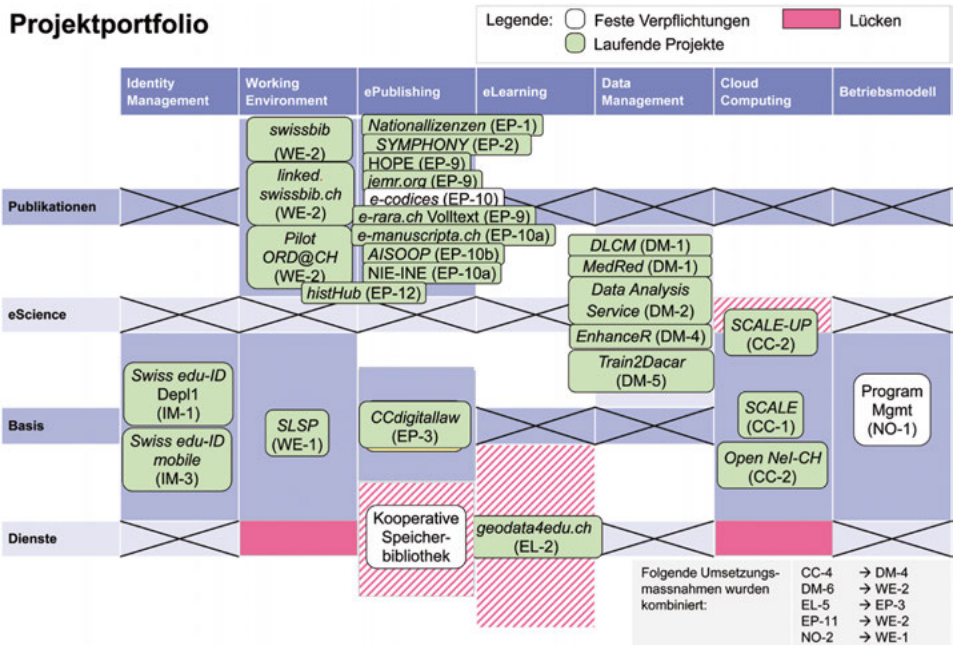 Projektportfolio
Legende: Feste Verpflichtungen Lücken
Laufende Projekte
Identity
Management
Working
Environment
ePublishing
eLearning
Data
Management
Cloud
Computing
Betriebsmodell
Publikationen
swissbib
(WE-2)
linked.
swissbib.ch
(WE-2)
Pilot
ORD@CH
(WE-2)
Nationallizenzen (EP-1)
SYMPHONY (EP-2)
HOPE (EP-9)
jemr.org (EP-9)
e-codices (EP-10)
e-rara.ch Volltext (EP-9)
e-manuscripta.ch (EP-10a)
AISOOP (EP-10b)
NIE-INE (EP-10a)
histHub (EP-12)
DLCM (DM-1)
MedRed (DM-1)
Data Analysis
Service (DM-2)
EnhanceR (DM-4)
Train2Dacar
(DM-5)
eScience
SCALE-UP
(CC-2)
Basis
Swiss edu-ID
Depl1
(IM-1)
Swiss edu-ID
mobile
(IM-3)
SLSP
(WE-1)
CCdigitallaw
(EP-3)
SCALE
(CC-1)
Open Nel-CH
(CC-2)
Program
Mgmt
(NO-1)
Dienste
Kooperative
Speicher-
bibliothek
geodata4edu.ch
(EL-2)
Folgende Umsetzungs-
massnahmen wurden
kombiniert:
CC-4 → DM-4
DM-6 → WE-2
EL-5 → EP-3
EP-11 → WE-2
NO-2 → WE-1